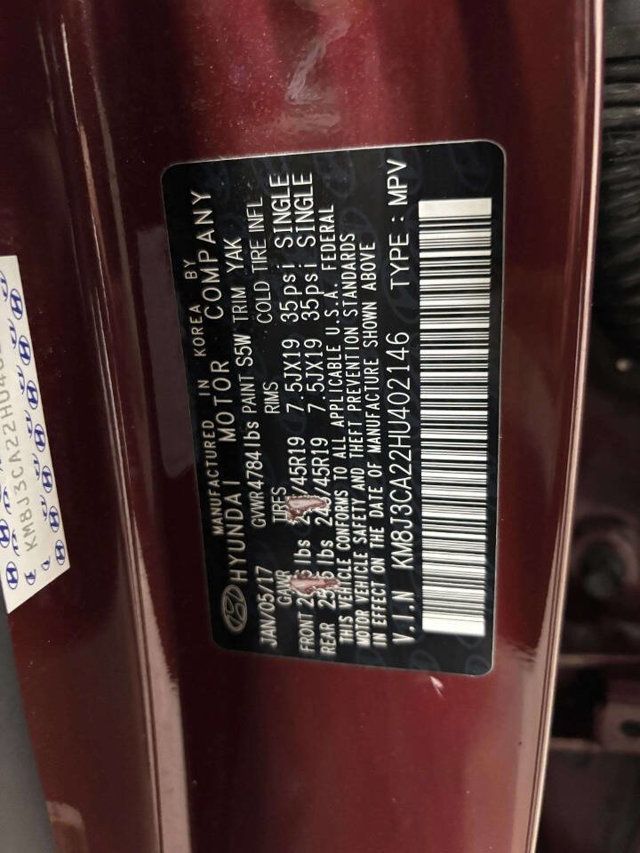 MANUFACTURED IN KOREA BY
HYUNDAI MOTOR COMPANY
JAN/05/17 GVWR 4784 lbs PAINT S5W TRIM YAK
GAWR TIRES RIMS COLD TIRE INFL
FRONT lbs /45R19 7.5JX19 35psi SINGLE
REAR lbs /45R19 7.5JX19 35psi SINGLE
THIS VEHICLE CONFORMS TO ALL APPLICABLE U.S.A. FEDERAL
MOTOR VEHICLE SAFETY AND THEFT PREVENTION STANDARDS
IN EFFECT ON THE DATE OF MANUFACTURE SHOWN ABOVE
V.I.N KM8J3CA22HU402146 TYPE : MPV
KM8J3CA22HU40